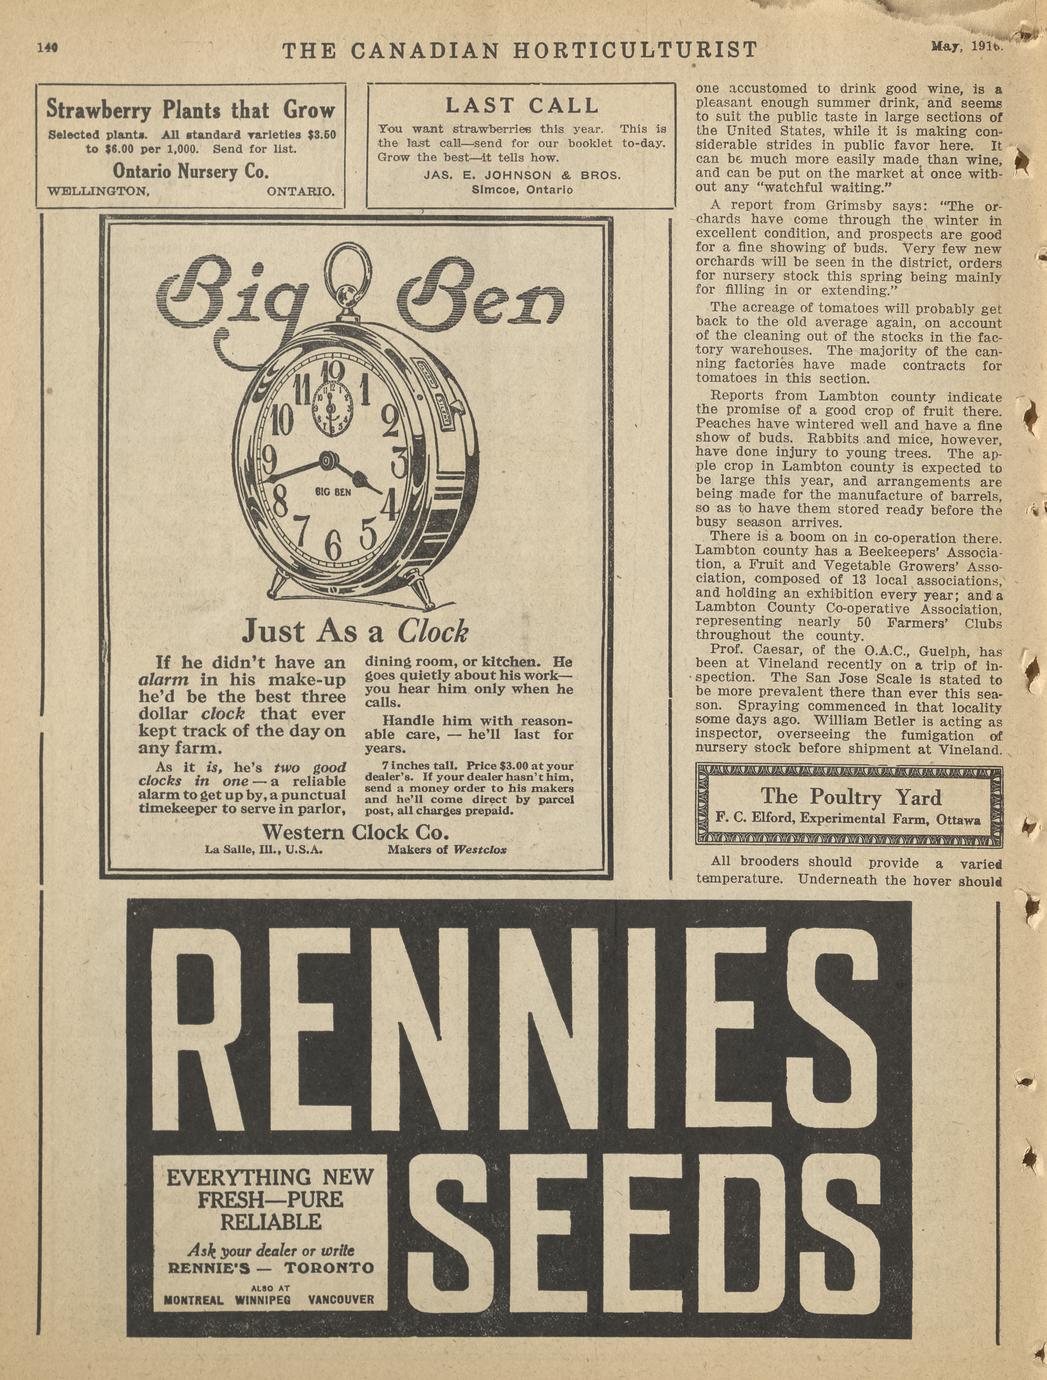 140
THE CANADIAN HORTICULTURIST
May, 1916.
Strawberry Plants that Grow
Selected plants. All standard varieties $3.50
to $6.00 per 1,000. Send for list.
Ontario Nursery Co.
WELLINGTON, ONTARIO.
LAST CALL
You want strawberries this year. This is
the last call—send for our booklet to-day.
Grow the best—it tells how.
JAS. E. JOHNSON & BROS.
Simcoe, Ontario
Big Ben
12
11 1
10 2
9 3
8 4
7 6 5
BIG BEN
Just As a Clock
If he didn't have an
alarm in his make-up
he'd be the best three
dollar clock that ever
kept track of the day on
any farm.
As it is, he's two good
clocks in one—a reliable
alarm to get up by, a punctual
timekeeper to serve in parlor,
dining room, or kitchen. He
goes quietly about his work—
you hear him only when he
calls.
Handle him with reason-
able care, — he'll last for
years.
7 inches tall. Price $3.00 at your
dealer's. If your dealer hasn't him,
send a money order to his makers
and he'll come direct by parcel
post, all charges prepaid.
Western Clock Co.
La Salle, Ill., U.S.A. Makers of Westclox
one accustomed to drink good wine, is a
pleasant enough summer drink, and seems
to suit the public taste in large sections of
the United States, while it is making con-
siderable strides in public favor here. It
can be much more easily made than wine,
and can be put on the market at once with-
out any "watchful waiting."
A report from Grimsby says: "The or-
chards have come through the winter in
excellent condition, and prospects are good
for a fine showing of buds. Very few new
orchards will be seen in the district, orders
for nursery stock this spring being mainly
for filling in or extending."
The acreage of tomatoes will probably get
back to the old average again, on account
of the cleaning out of the stocks in the fac-
tory warehouses. The majority of the can-
ning factories have made contracts for
tomatoes in this section.
Reports from Lambton county indicate
the promise of a good crop of fruit there.
Peaches have wintered well and have a fine
show of buds. Rabbits and mice, however,
have done injury to young trees. The ap-
ple crop in Lambton county is expected to
be large this year, and arrangements are
being made for the manufacture of barrels,
so as to have them stored ready before the
busy season arrives.
There is a boom on in co-operation there.
Lambton county has a Beekeepers' Associa-
tion, a Fruit and Vegetable Growers' Asso-
ciation, composed of 13 local associations,
and holding an exhibition every year; and a
Lambton County Co-operative Association,
representing nearly 50 Farmers' Clubs
throughout the county.
Prof. Caesar, of the O.A.C., Guelph, has
been at Vineland recently on a trip of in-
spection. The San Jose Scale is stated to
be more prevalent there than ever this sea-
son. Spraying commenced in that locality
some days ago. William Betler is acting as
inspector, overseeing the fumigation of
nursery stock before shipment at Vineland.
The Poultry Yard
F. C. Elford, Experimental Farm, Ottawa
All brooders should provide a varied
temperature. Underneath the hover should
RENNIES
SEEDS
EVERYTHING NEW
FRESH—PURE
RELIABLE
Ask your dealer or write
RENNIE'S — TORONTO
ALSO AT
MONTREAL WINNIPEG VANCOUVER